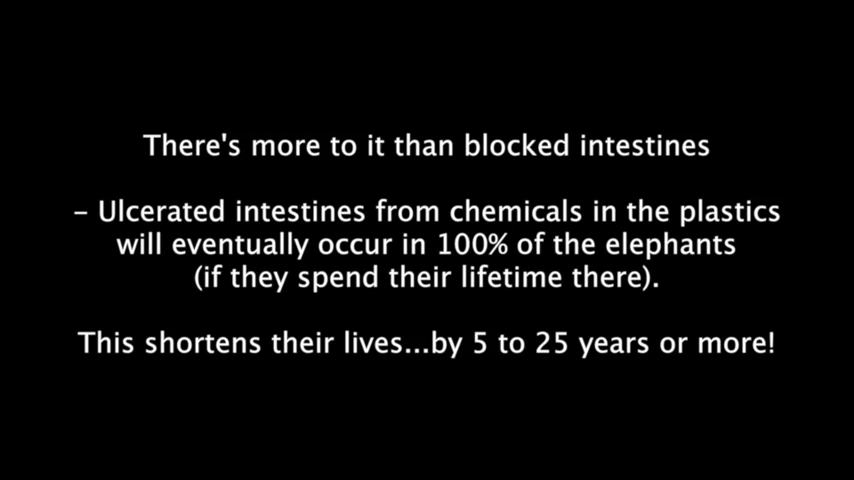 There's more to it than blocked intestines
– Ulcerated intestines from chemicals in the plastics
will eventually occur in 100% of the elephants
(if they spend their lifetime there).
This shortens their lives...by 5 to 25 years or more!